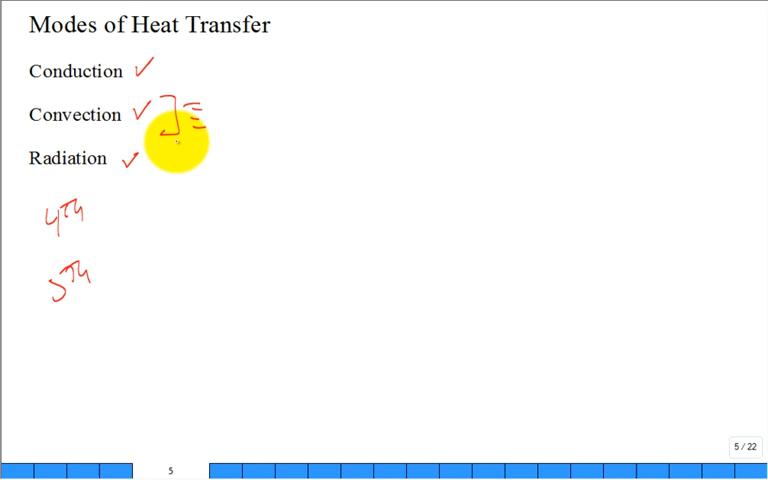 Modes of Heat Transfer
Conduction
Convection
Radiation
4TH
5TH
5 / 22
5